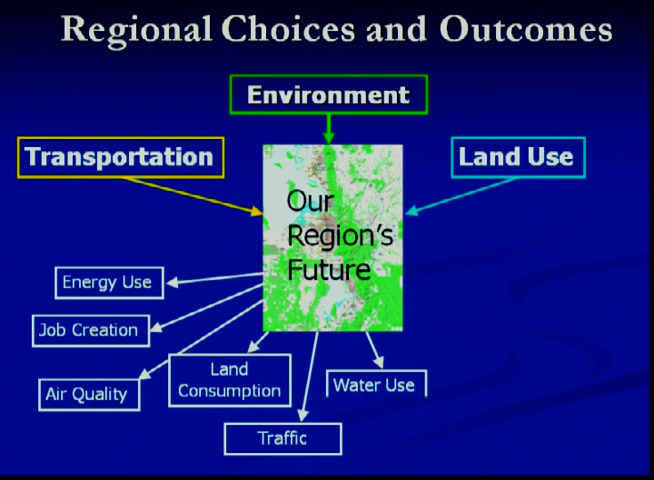 Regional Choices and Outcomes
Environment
Transportation
Land Use
Our
Region's
Future
Energy Use
Job Creation
Air Quality
Land
Consumption
Water Use
Traffic